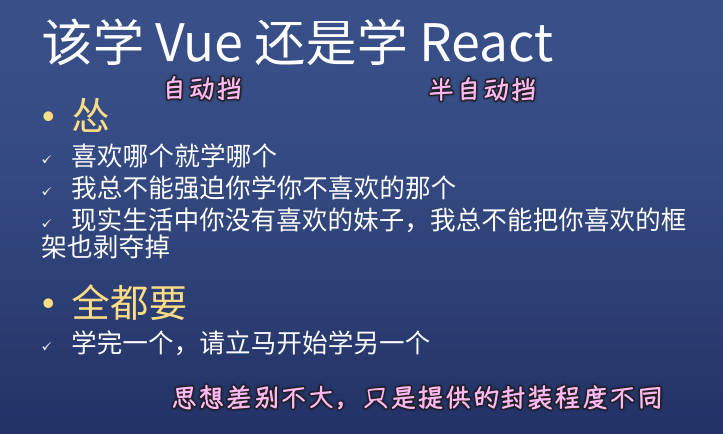 该学 Vue 还是学 React
自动挡 半自动挡
• 怂
✓ 喜欢哪个就学哪个
✓ 我总不能强迫你学你不喜欢的那个
✓ 现实生活中你没有喜欢的妹子，我总不能把你喜欢的框
架也剥夺掉
• 全都要
✓ 学完一个，请立马开始学另一个
思想差别不大，只是提供的封装程度不同